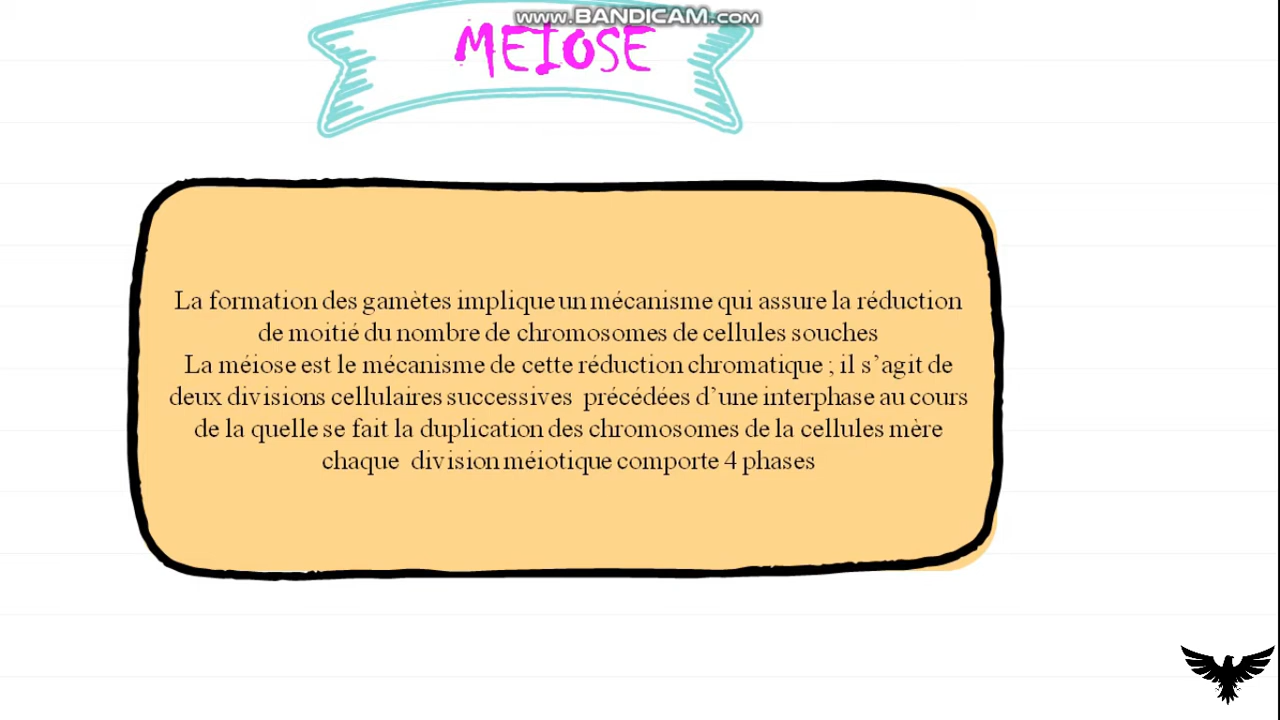 www.BANDICAM.com
MEIOSE
La formation des gamètes implique un mécanisme qui assure la réduction
de moitié du nombre de chromosomes de cellules souches
La méiose est le mécanisme de cette réduction chromatique ; il s’agit de
deux divisions cellulaires successives précédées d’une interphase au cours
de la quelle se fait la duplication des chromosomes de la cellules mère
chaque division méiotique comporte 4 phases